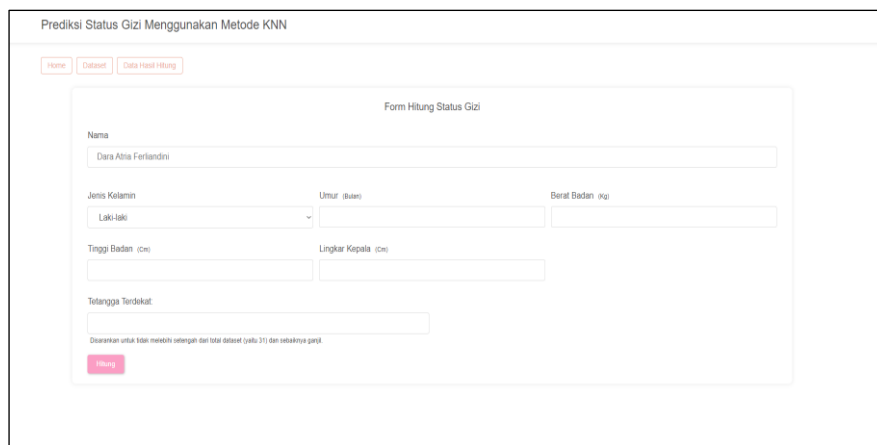 Prediksi Status Gizi Menggunakan Metode KNN
Home Dataset Data Hasil Hitung
Form Hitung Status Gizi
Nama
Dara Atria Ferliandini
Jenis Kelamin Umur (Bulan) Berat Badan (Kg)
Laki-laki
Tinggi Badan (Cm) Lingkar Kepala (Cm)
Tetangga Terdekat
Disarankan untuk tidak melebihi setengah dari total dataset (yaitu 31) dan sebaiknya ganjil.
Hitung